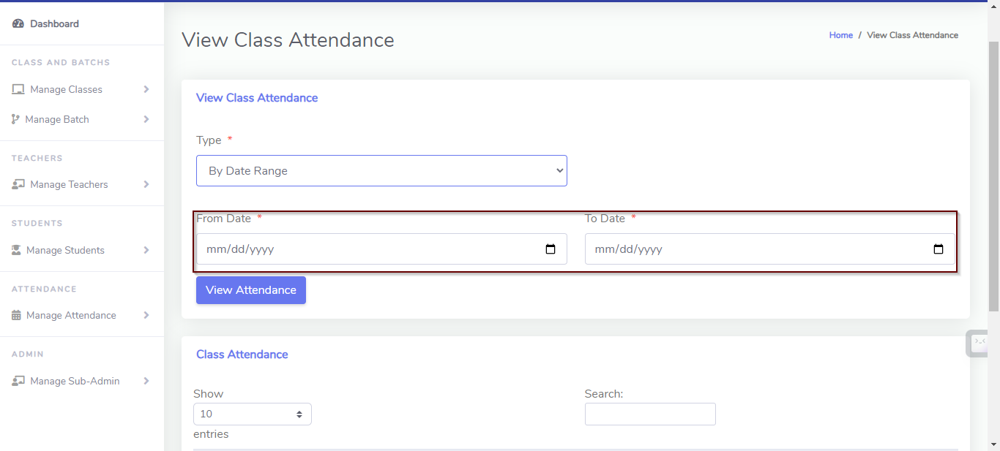 Dashboard
CLASS AND BATCHS
Manage Classes
Manage Batch
TEACHERS
Manage Teachers
STUDENTS
Manage Students
ATTENDANCE
Manage Attendance
ADMIN
Manage Sub-Admin
View Class Attendance
Home / View Class Attendance
View Class Attendance
Type *
By Date Range
From Date * To Date *
mm/dd/yyyy mm/dd/yyyy
View Attendance
Class Attendance
Show Search:
10
entries